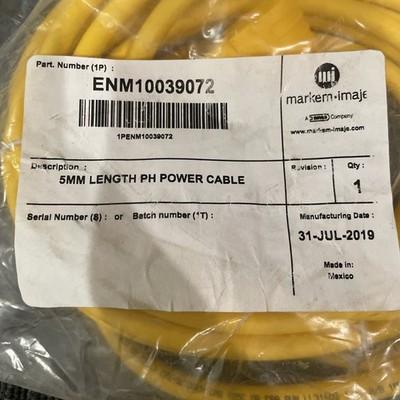 Part. Number (1P) :
ENM10039072
1PENM10039072
markem-imaje
A DOVER Company
www.markem-imaje.com
Description :
5MM LENGTH PH POWER CABLE
Revision :
Qty :
1
Serial Number (S) : or Batch number (1T) :
Manufacturing Date :
31-JUL-2019
Made in:
Mexico